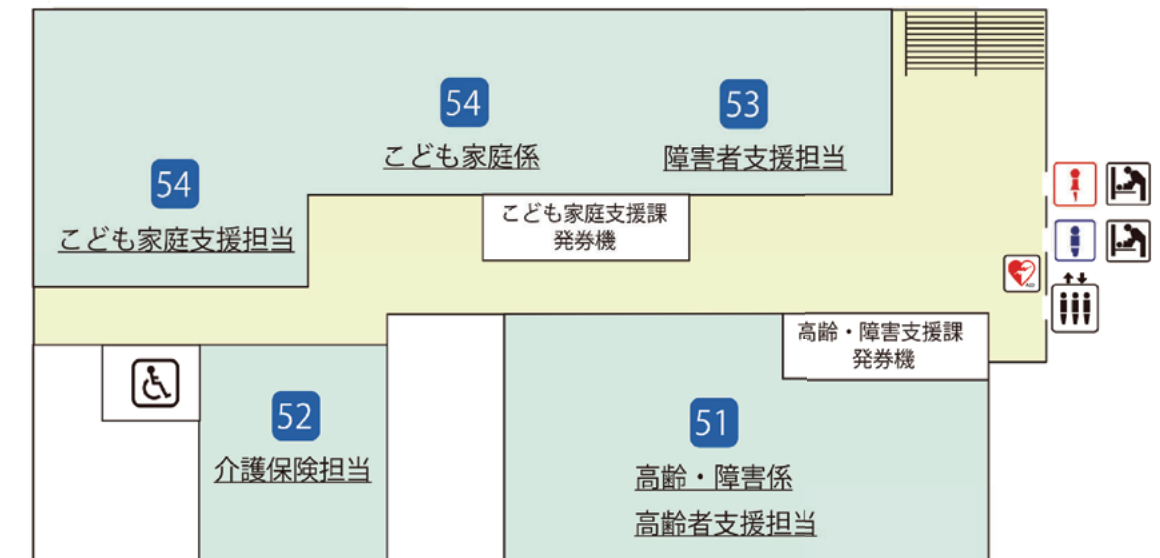 54
こども家庭係
53
障害者支援担当
54
こども家庭支援担当
こども家庭支援課
発券機
AED
高齢・障害支援課
発券機
52
介護保険担当
51
高齢・障害係
高齢者支援担当